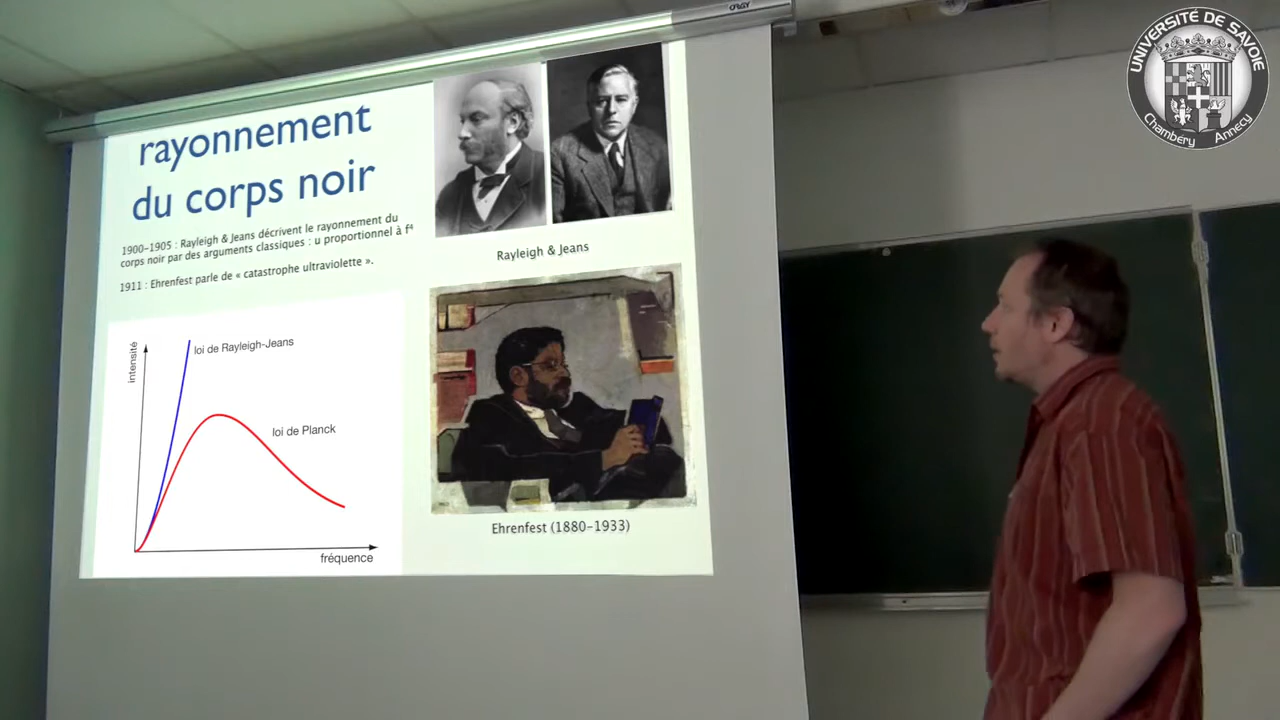 rayonnement
du corps noir
1900-1905 : Rayleigh & Jeans décrivent le rayonnement du
corps noir par des arguments classiques : u proportionnel à f⁴
1911 : Ehrenfest parle de « catastrophe ultraviolette ».
Rayleigh & Jeans
intensité
loi de Rayleigh-Jeans
loi de Planck
fréquence
Ehrenfest (1880-1933)
UNIVERSITÉ DE SAVOIE
Chambéry Annecy